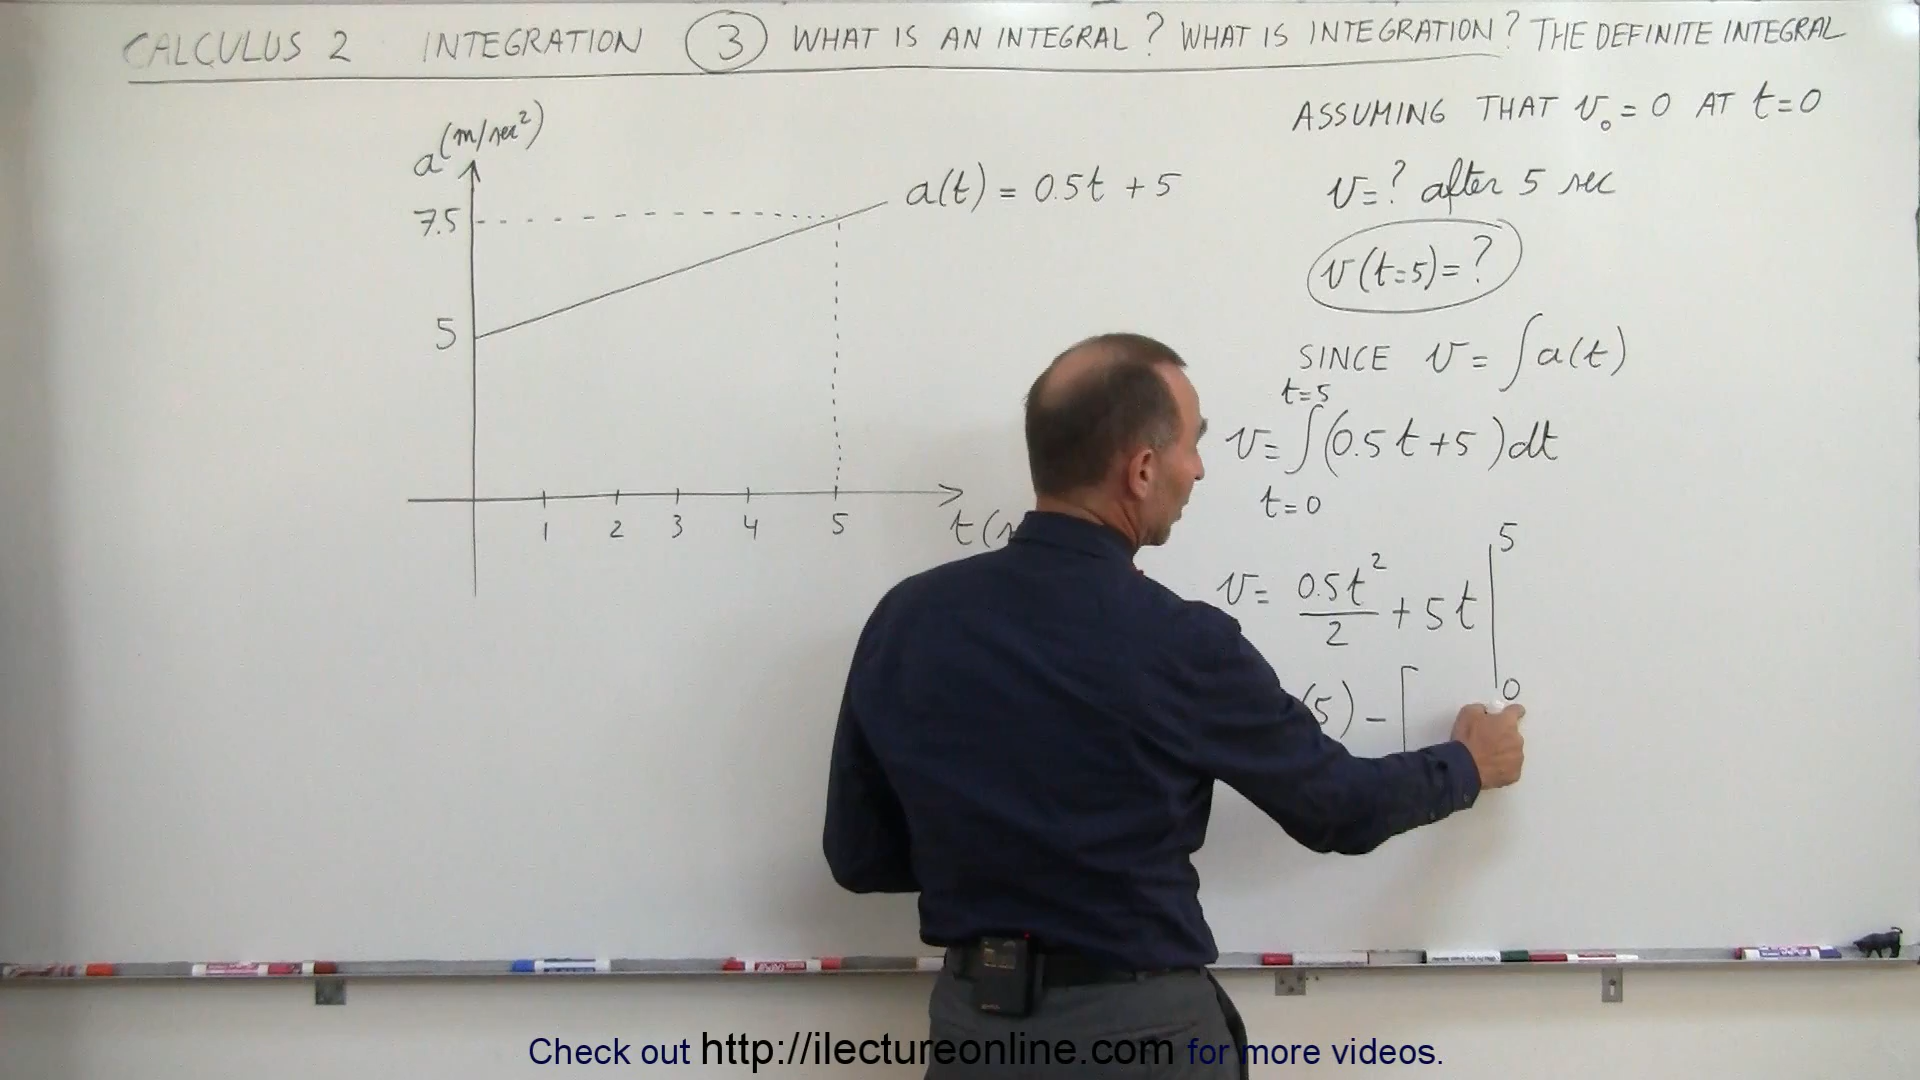 CALCULUS 2 INTEGRATION 3 WHAT IS AN INTEGRAL? WHAT IS INTEGRATION? THE DEFINITE INTEGRAL
a (m/sec²)
7.5
5
a(t) = 0.5t + 5
1 2 3 4 5
t(
ASSUMING THAT v₀ = 0 AT t=0
v=? after 5 sec
v(t=5)=?
SINCE v = ∫a(t)
t=5
v=∫(0.5t+5)dt
t=0
v= 0.5t²/2 + 5t |₀⁵
(5) - [
Check out http://ilectureonline.com for more videos.